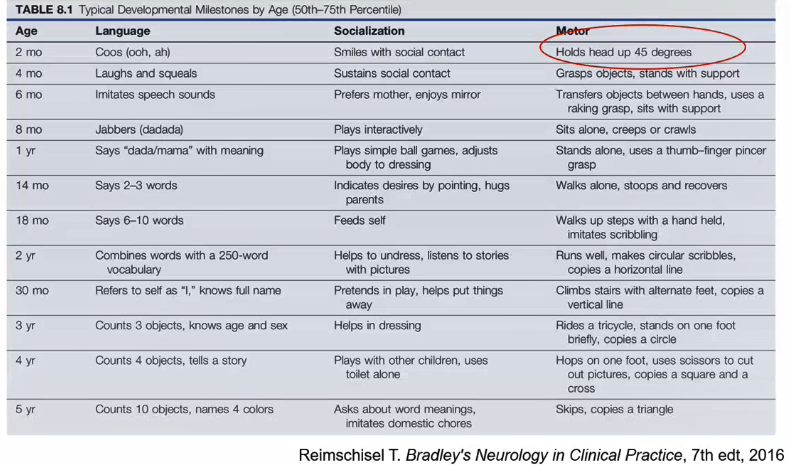 TABLE 8.1 Typical Developmental Milestones by Age (50th–75th Percentile)
Age Language Socialization Motor
2 mo Coos (ooh, ah) Smiles with social contact Holds head up 45 degrees
4 mo Laughs and squeals Sustains social contact Grasps objects, stands with support
6 mo Imitates speech sounds Prefers mother, enjoys mirror Transfers objects between hands, uses a
raking grasp, sits with support
8 mo Jabbers (dadada) Plays interactively Sits alone, creeps or crawls
1 yr Says “dada/mama” with meaning Plays simple ball games, adjusts Stands alone, uses a thumb–finger pincer
body to dressing grasp
14 mo Says 2–3 words Indicates desires by pointing, hugs Walks alone, stoops and recovers
parents
18 mo Says 6–10 words Feeds self Walks up steps with a hand held,
imitates scribbling
2 yr Combines words with a 250-word Helps to undress, listens to stories Runs well, makes circular scribbles,
vocabulary with pictures copies a horizontal line
30 mo Refers to self as “I,” knows full name Pretends in play, helps put things Climbs stairs with alternate feet, copies a
away vertical line
3 yr Counts 3 objects, knows age and sex Helps in dressing Rides a tricycle, stands on one foot
briefly, copies a circle
4 yr Counts 4 objects, tells a story Plays with other children, uses Hops on one foot, uses scissors to cut
toilet alone out pictures, copies a square and a
cross
5 yr Counts 10 objects, names 4 colors Asks about word meanings, Skips, copies a triangle
imitates domestic chores
Reimschisel T. Bradley's Neurology in Clinical Practice, 7th edt, 2016